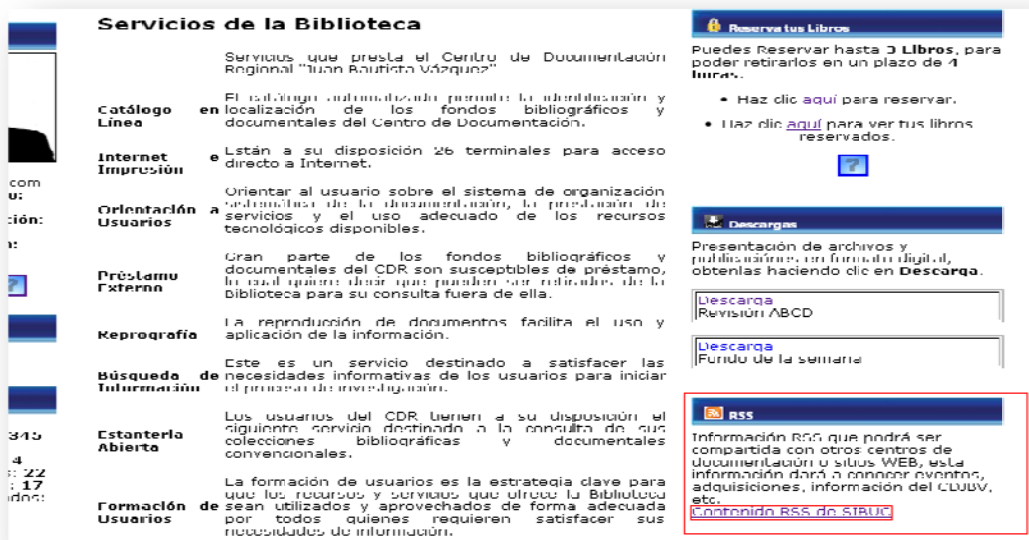 Servicios de la Biblioteca
Servicios que presta el Centro de Documentación
Regional "Juan Bautista Vázquez"
Catálogo en Línea
El catálogo automatizado permite la identificación y
localización de los fondos bibliográficos y
documentales del Centro de Documentación.
Internet e Impresión
Están a su disposición 26 terminales para acceso
directo a Internet.
Orientación a Usuarios
Orientar al usuario sobre el sistema de organización
sistemática de la documentación, la prestación de
servicios y el uso adecuado de los recursos
tecnológicos disponibles.
Préstamo Externo
Gran parte de los fondos bibliográficos y
documentales del CDR son susceptibles de préstamo,
lo cual quiere decir que pueden ser retirados de la
Biblioteca para su consulta fuera de ella.
Reprografía
La reproducción de documentos facilita el uso y
aplicación de la información.
Búsqueda de Información
Este es un servicio destinado a satisfacer las
necesidades informativas de los usuarios para iniciar
el proceso de investigación.
Estantería Abierta
Los usuarios del CDR tienen a su disposición el
siguiente servicio destinado a la consulta de sus
colecciones bibliográficas y documentales
convencionales.
Formación de Usuarios
La formación de usuarios es la estrategia clave para
que los recursos y servicios que ofrece la Biblioteca
sean utilizados y aprovechados de forma adecuada
por todos quienes requieren satisfacer sus
necesidades de información.
Reserva tus Libros
Puedes Reservar hasta 3 Libros, para
poder retirarlos en un plazo de 4
horas.
• Haz clic aquí para reservar.
• Haz clic aquí para ver tus libros
reservados.
?
Descargas
Presentación de archivos y
publicaciónes en formato digital,
obtenlas haciendo clic en Descarga.
Descarga
Revisión ABCD
Descarga
Fondo de la semana
RSS
Información RSS que podrá ser
compartida con otros centros de
documentación o sitios WEB, esta
información dará a conocer eventos,
adquisiciones, información del CDJBV,
etc.
Contenido RSS de SIBUC
com
ción:
345
4
: 22
: 17